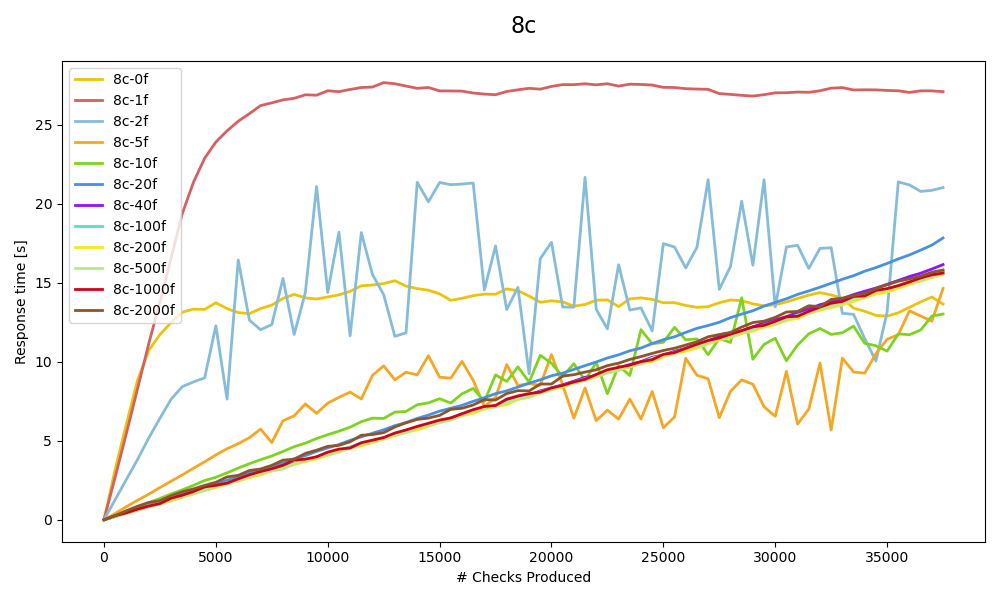 8c
8c-0f
8c-1f
8c-2f
8c-5f
8c-10f
8c-20f
8c-40f
8c-100f
8c-200f
8c-500f
8c-1000f
8c-2000f
Response time [s]
25
20
15
10
5
0
0 5000 10000 15000 20000 25000 30000 35000
# Checks Produced